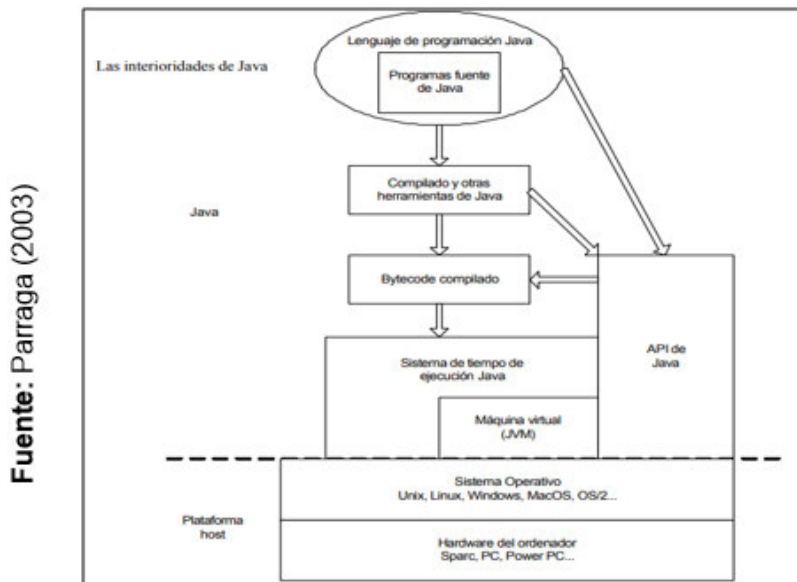 Fuente: Parraga (2003)
Las interioridades de Java
Lenguaje de programación Java
Programas fuente
de Java
Java
Compilado y otras
herramientas de Java
Bytecode compilado
Sistema de tiempo de
ejecución Java
API de
Java
Máquina virtual
(JVM)
Sistema Operativo
Unix, Linux, Windows, MacOS, OS/2...
Plataforma
host
Hardware del ordenador
Sparc, PC, Power PC...